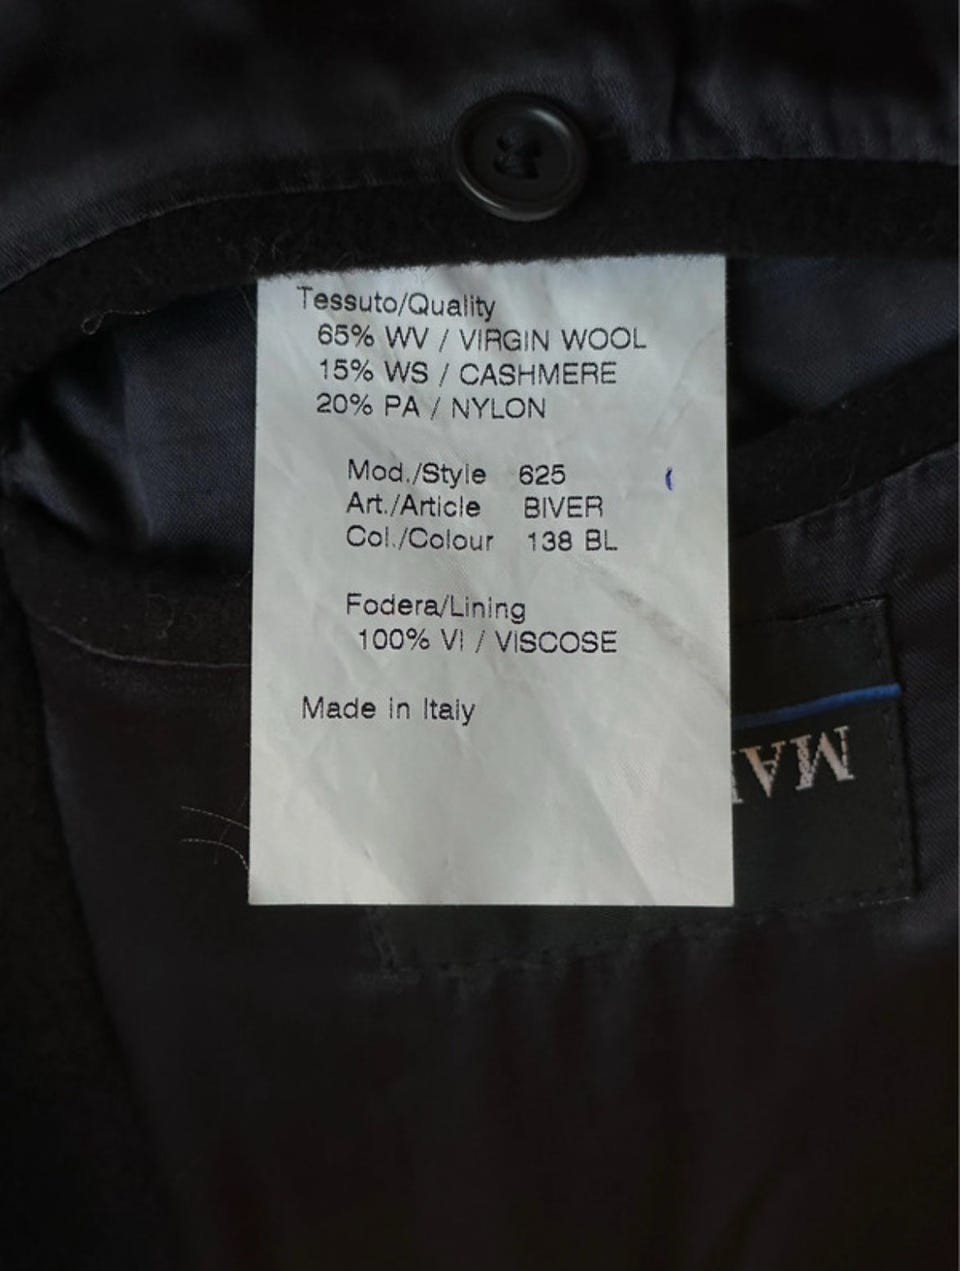 Tessuto/Quality
65% WV / VIRGIN WOOL
15% WS / CASHMERE
20% PA / NYLON
Mod./Style 625
Art./Article BIVER
Col./Colour 138 BL
Fodera/Lining
100% VI / VISCOSE
Made in Italy